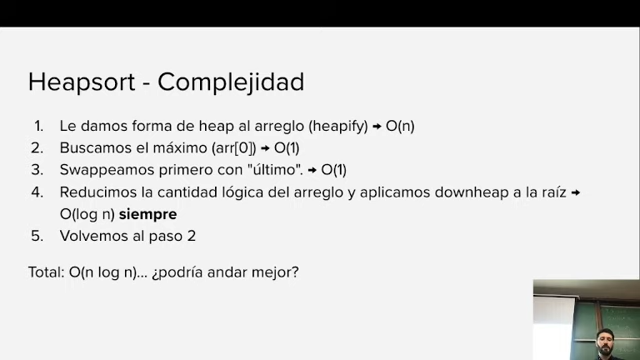 Heapsort - Complejidad
1. Le damos forma de heap al arreglo (heapify) → O(n)
2. Buscamos el máximo (arr[0]) → O(1)
3. Swappeamos primero con "último". → O(1)
4. Reducimos la cantidad lógica del arreglo y aplicamos downheap a la raíz →
O(log n) siempre
5. Volvemos al paso 2
Total: O(n log n)... ¿podría andar mejor?